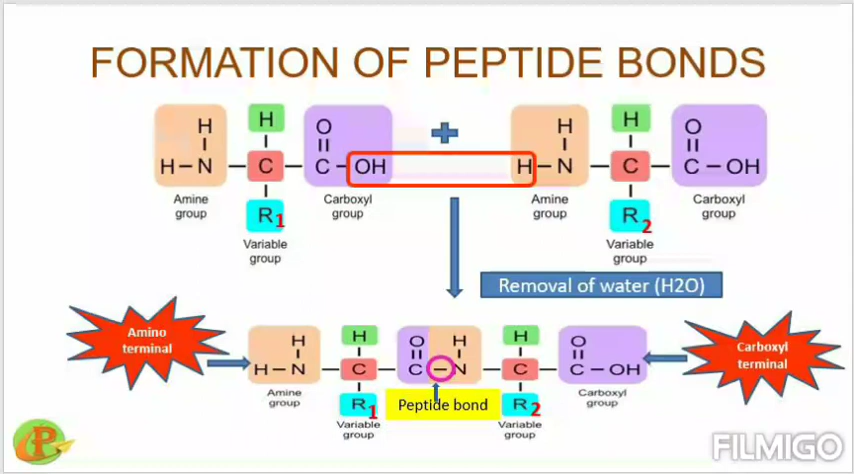 FORMATION OF PEPTIDE BONDS
H H O H H O
H–N–C–C–OH + H–N–C–C–OH
Amine
group
R1
Carboxyl
group
Amine
group
R2
Carboxyl
group
Variable
group
Variable
group
Removal of water (H2O)
Amino
terminal
Carboxyl
terminal
H H O H H O
H–N–C–C–N–C–C–OH
Amine
group
R1
Peptide bond
R2
Carboxyl
group
Variable
group
Variable
group
P
FILMIGO